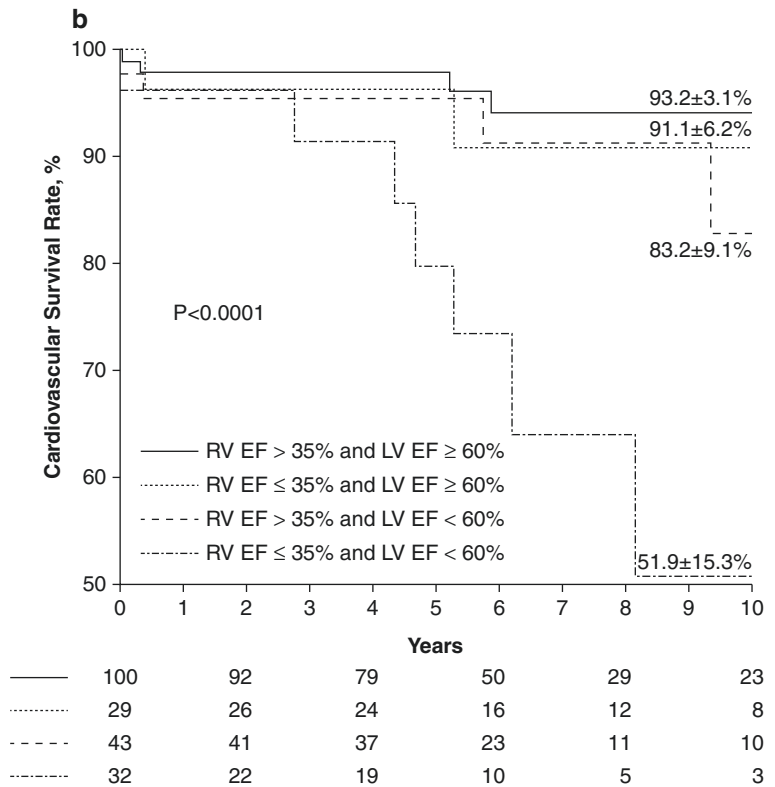 b
100
90
80
70
60
50
Cardiovascular Survival Rate, %
93.2±3.1%
91.1±6.2%
83.2±9.1%
P<0.0001
RV EF > 35% and LV EF ≥ 60%
RV EF ≤ 35% and LV EF ≥ 60%
RV EF > 35% and LV EF < 60%
RV EF ≤ 35% and LV EF < 60%
51.9±15.3%
0 1 2 3 4 5 6 7 8 9 10
Years
100 92 79 50 29 23
29 26 24 16 12 8
43 41 37 23 11 10
32 22 19 10 5 3